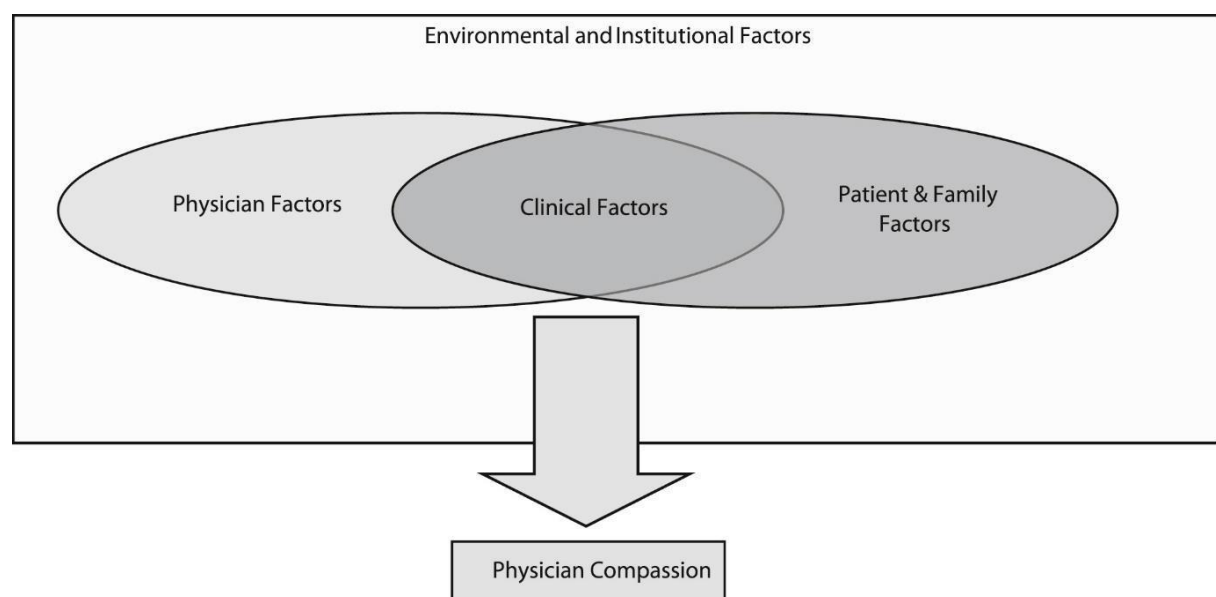 Environmental and Institutional Factors
Physician Factors
Clinical Factors
Patient & Family
Factors
Physician Compassion